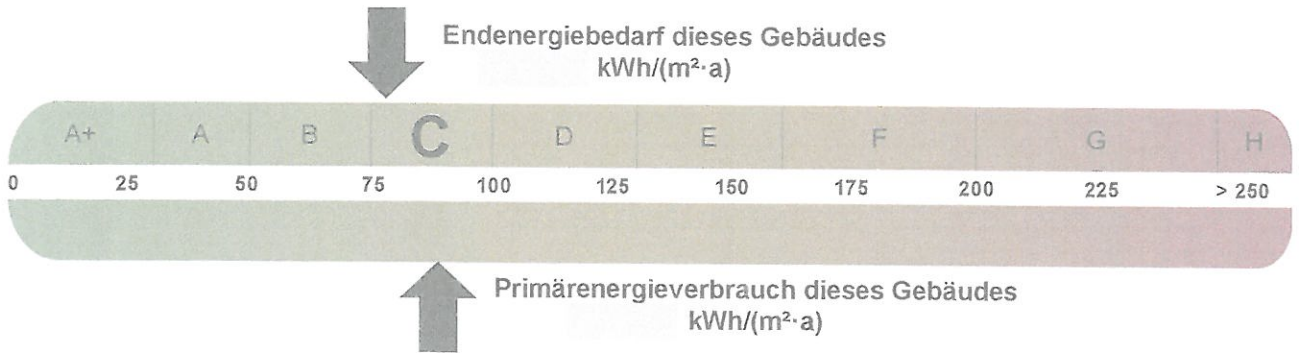 Endenergiebedarf dieses Gebäudes
kWh/(m²·a)
A+ A B C D E F G H
0 25 50 75 100 125 150 175 200 225 > 250
Primärenergieverbrauch dieses Gebäudes
kWh/(m²·a)